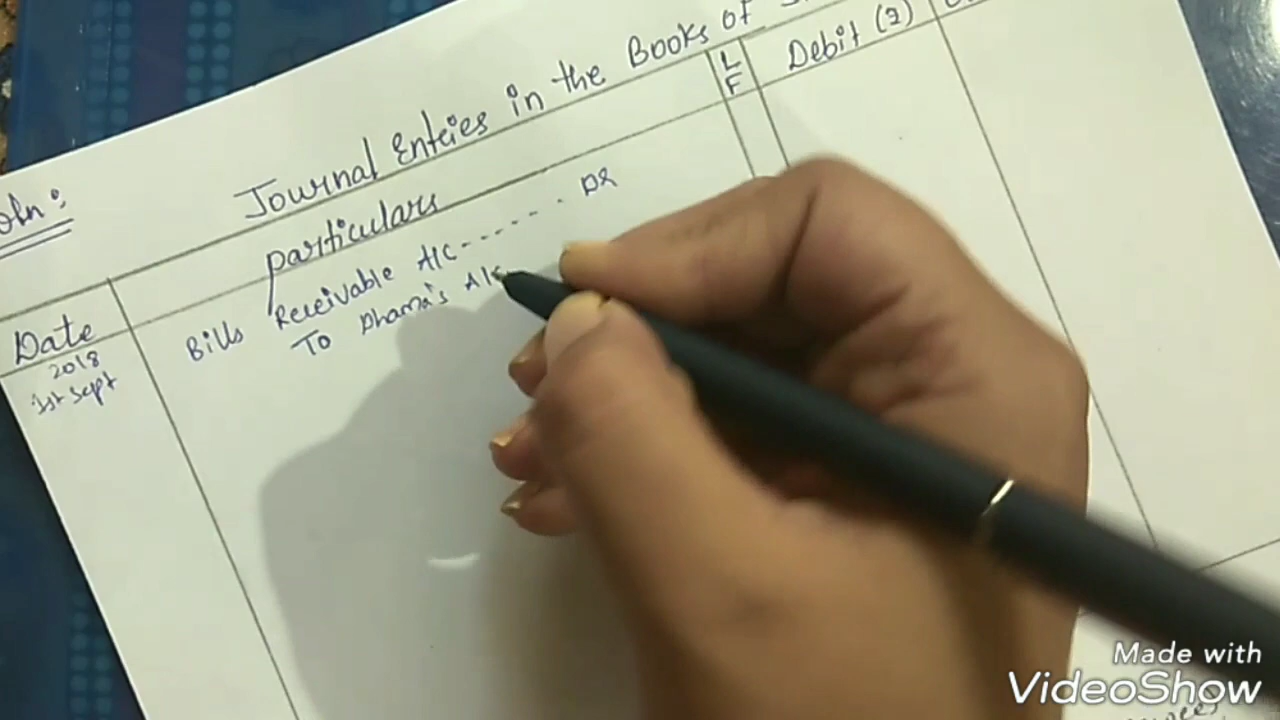 Journal Entries in the Books of
Soln:
Date
particulars
L
F
Debit (₹)
2018
1st Sept
Bills Receivable A/C------- DR
To Dhama's A/C
Made with
VideoShow